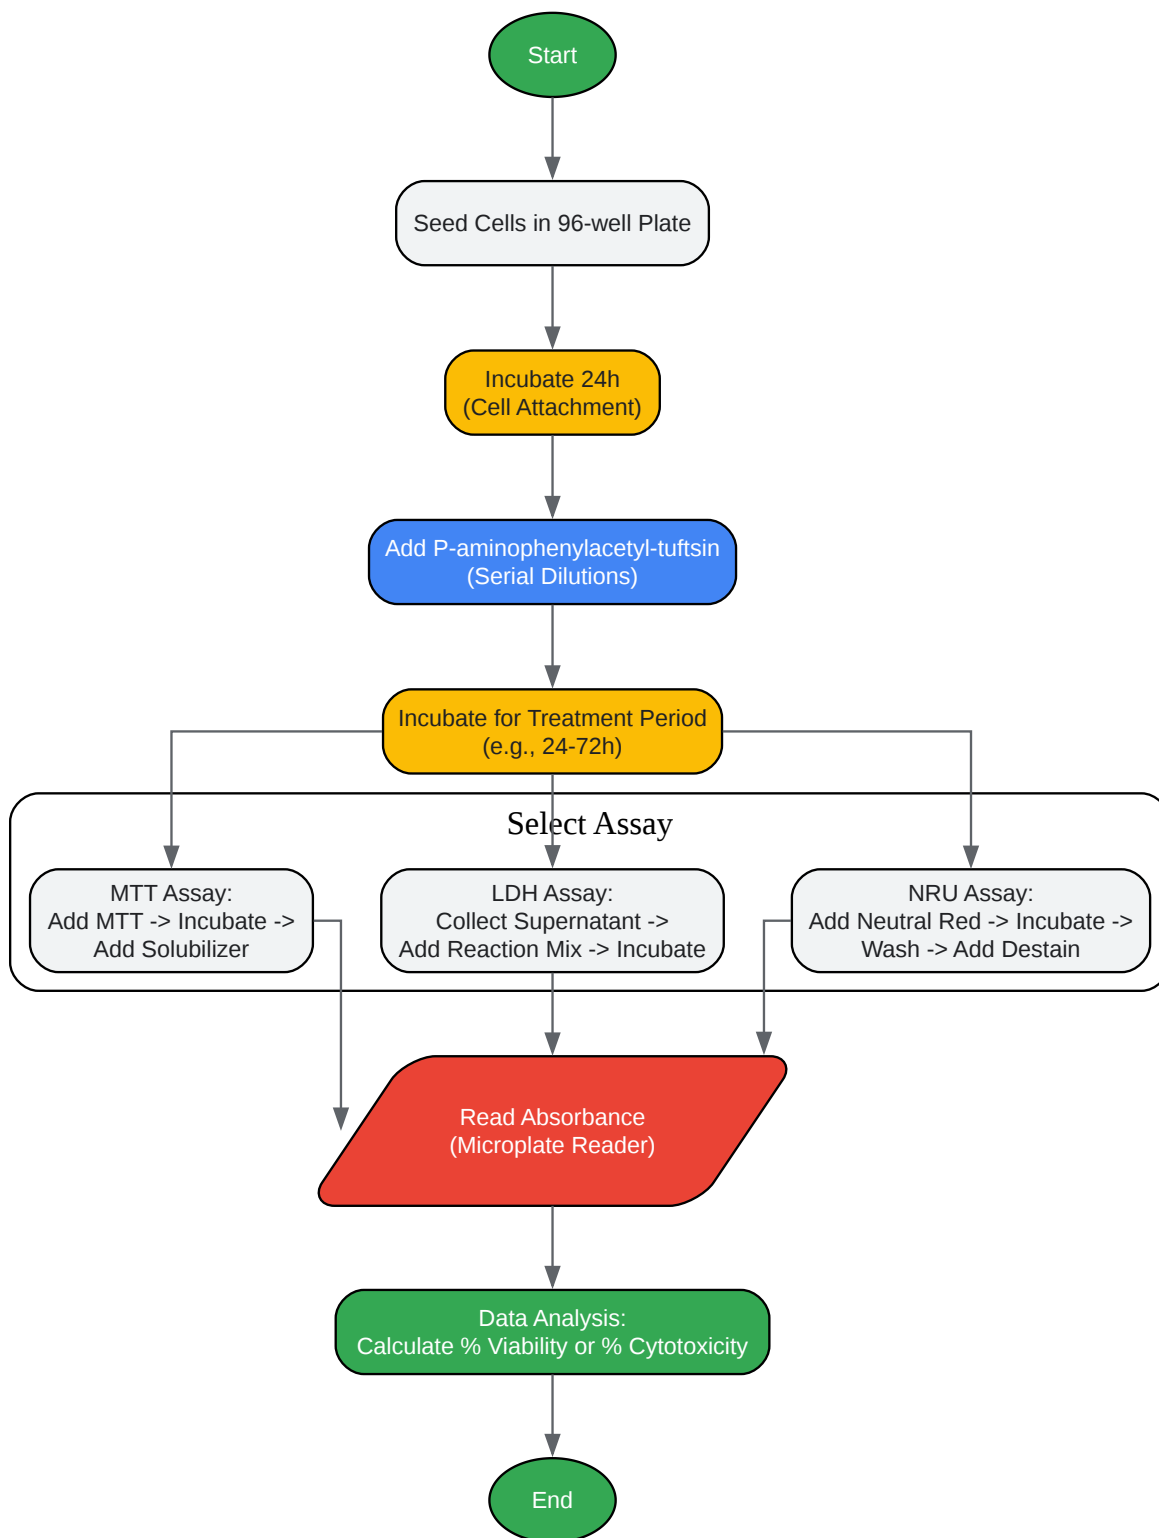 Start
Seed Cells in 96-well Plate
Incubate 24h
(Cell Attachment)
Add P-aminophenylacetyl-tuftsin
(Serial Dilutions)
Incubate for Treatment Period
(e.g., 24-72h)
Select Assay
MTT Assay:
Add MTT -> Incubate ->
Add Solubilizer
LDH Assay:
Collect Supernatant ->
Add Reaction Mix -> Incubate
NRU Assay:
Add Neutral Red -> Incubate ->
Wash -> Add Destain
Read Absorbance
(Microplate Reader)
Data Analysis:
Calculate % Viability or % Cytotoxicity
End